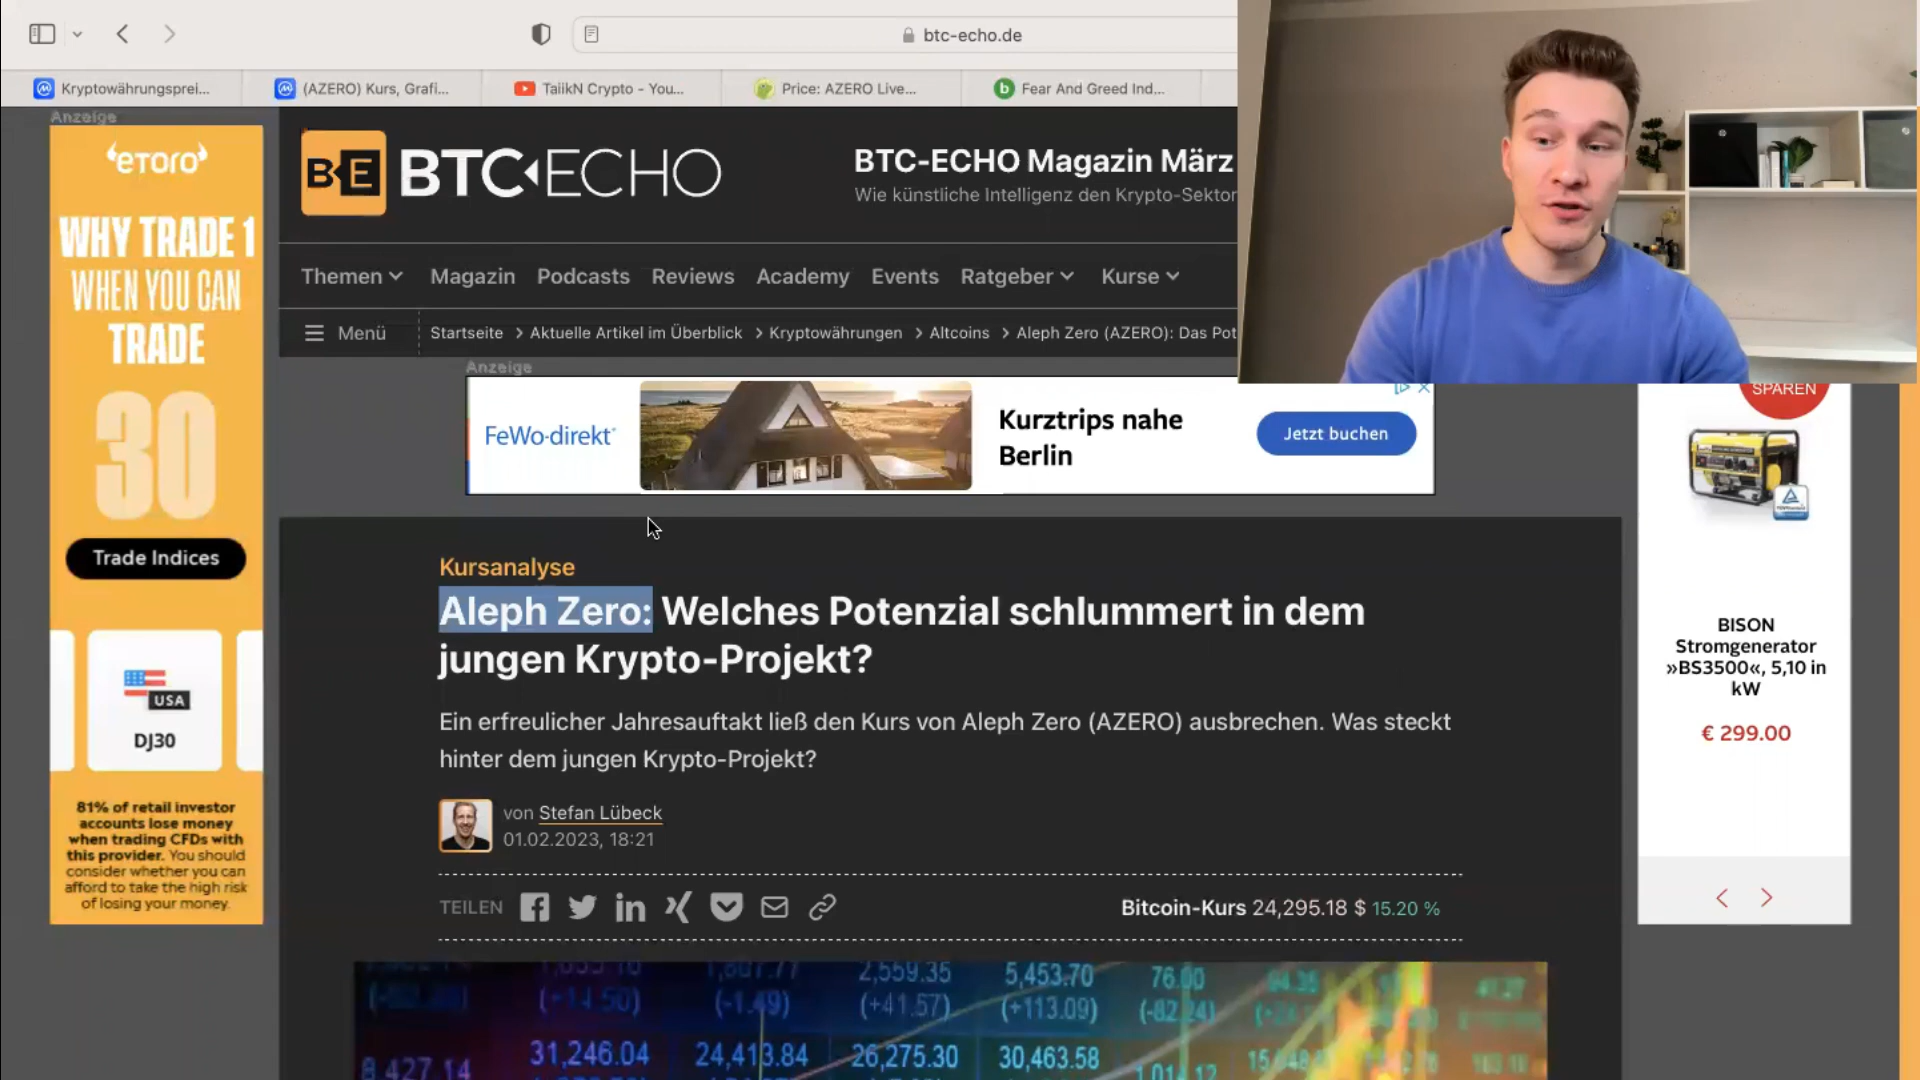 btc-echo.de
Kryptowährungsprei...
(AZERO) Kurs, Grafi...
TaiikN Crypto - You...
Price: AZERO Live...
Fear And Greed Ind...
Anzeige
eToro
WHY TRADE 1
WHEN YOU CAN
TRADE
30
Trade Indices
USA
DJ30
81% of retail investor
accounts lose money
when trading CFDs with
this provider. You should
consider whether you can
afford to take the high risk
of losing your money.
BE BTC ECHO
BTC-ECHO Magazin März
Wie künstliche Intelligenz den Krypto-Sektor
Themen Magazin Podcasts Reviews Academy Events Ratgeber Kurse
Menü Startseite > Aktuelle Artikel im Überblick > Kryptowährungen > Altcoins > Aleph Zero (AZERO): Das Pot
Anzeige
FeWo-direkt
Kurztrips nahe
Berlin
Jetzt buchen
Kursanalyse
Aleph Zero: Welches Potenzial schlummert in dem
jungen Krypto-Projekt?
Ein erfreulicher Jahresauftakt ließ den Kurs von Aleph Zero (AZERO) ausbrechen. Was steckt
hinter dem jungen Krypto-Projekt?
von Stefan Lübeck
01.02.2023, 18:21
TEILEN
Bitcoin-Kurs 24,295.18 $ 15.20 %
2,559.35 5,453.70 76.00
(-1.49) (+41.57) (+113.09) (-82.24)
8,427.14 31,246.04 24,413.84 26,275.30 30,463.58
SPAREN
BISON
Stromgenerator
»BS3500«, 5,10 in
kW
€ 299.00